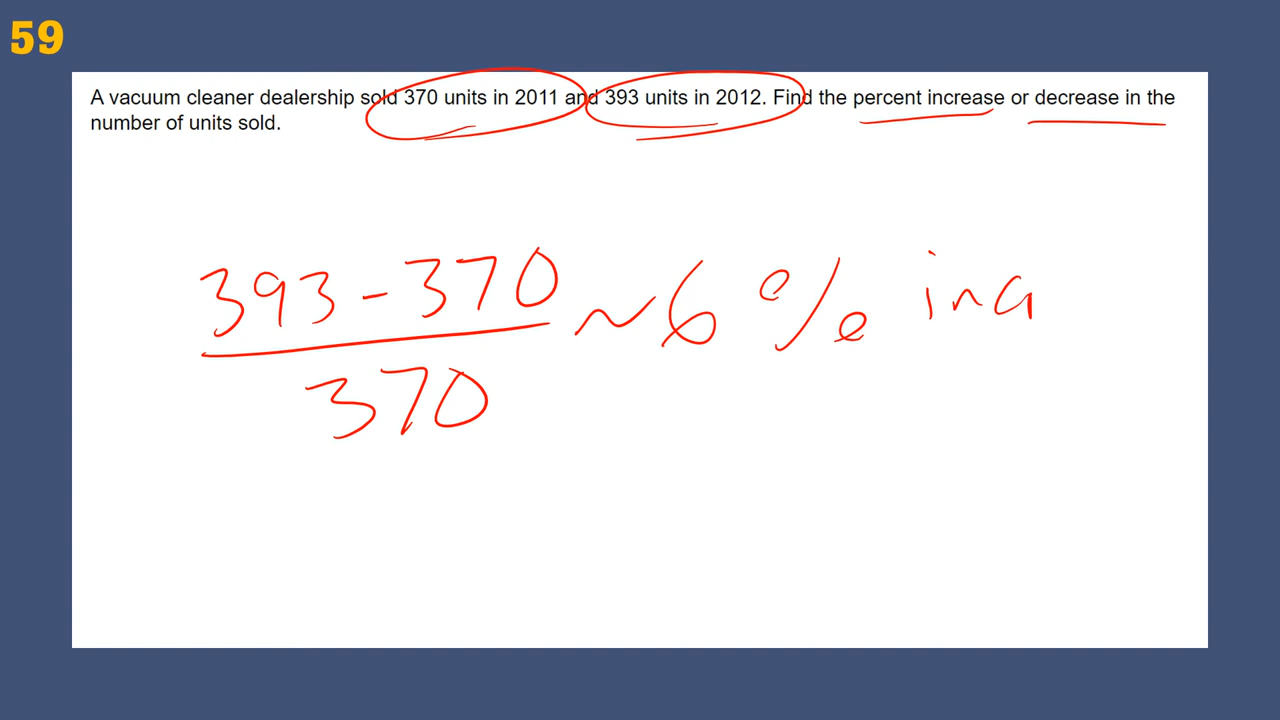 59
A vacuum cleaner dealership sold 370 units in 2011 and 393 units in 2012. Find the percent increase or decrease in the
number of units sold.
393 - 370
370
~ 6 % inc